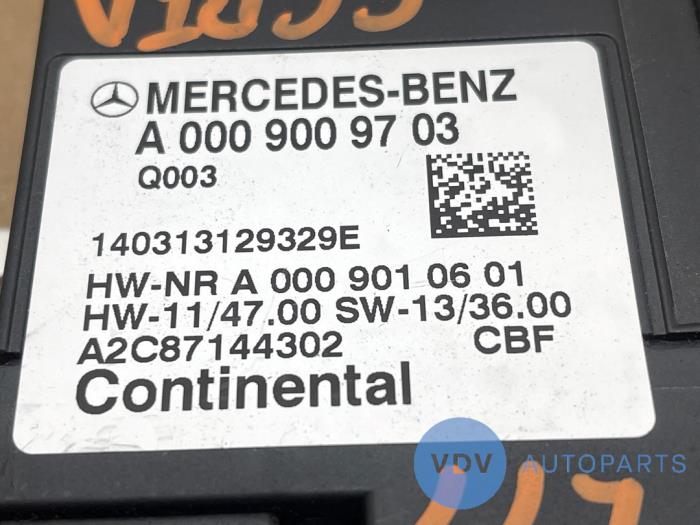 MERCEDES-BENZ
A 000 900 97 03
Q003
140313129329E
HW-NR A 000 901 06 01
HW-11/47.00 SW-13/36.00
A2C87144302 CBF
Continental
VDV AUTOPARTS